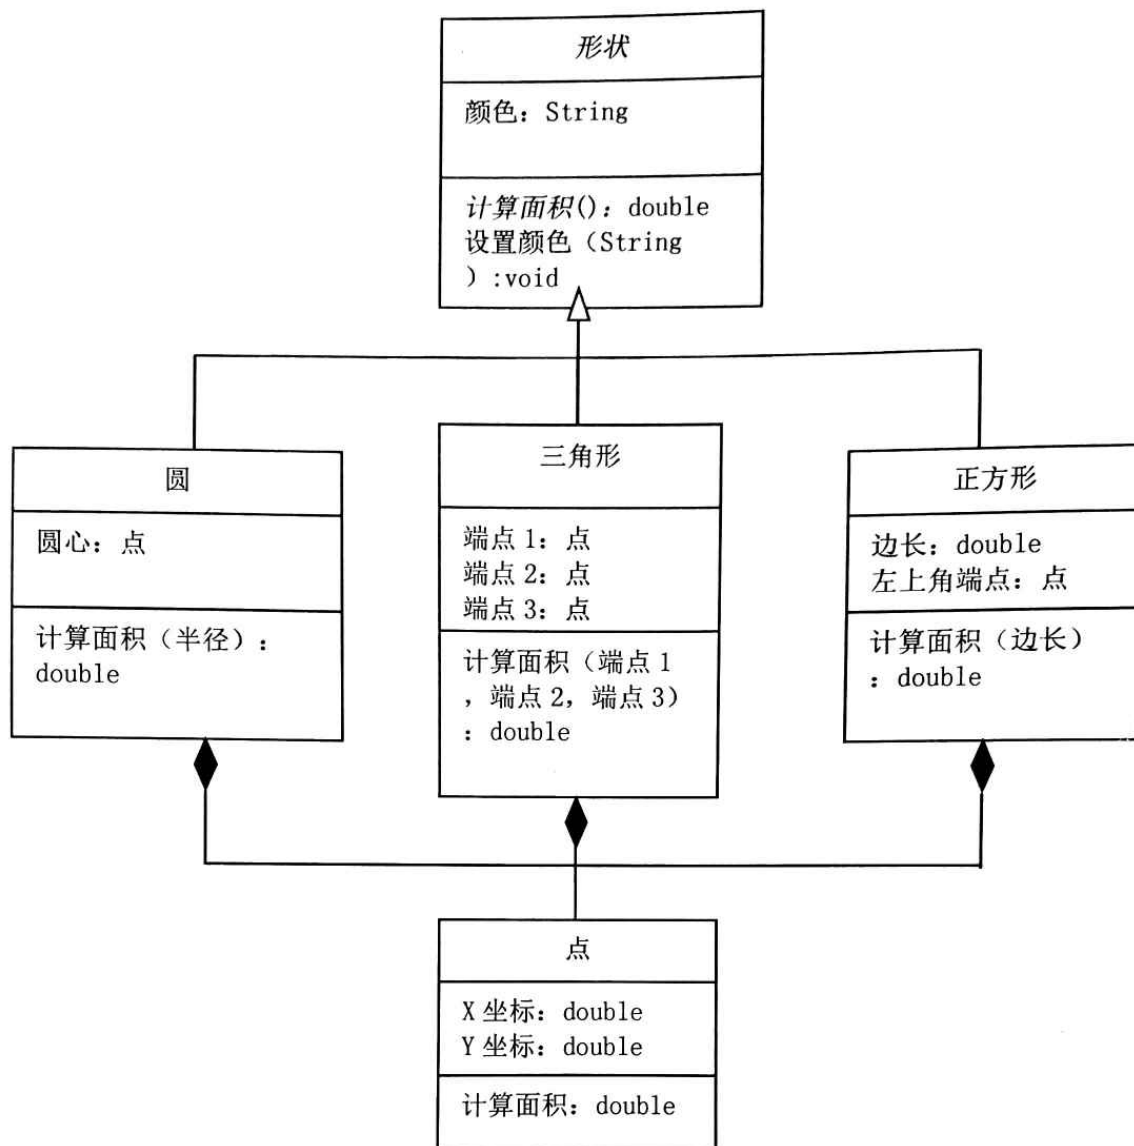 形状
颜色：String
计算面积()：double
设置颜色（String
）:void
圆
圆心：点
计算面积（半径）：
double
三角形
端点1：点
端点2：点
端点3：点
计算面积（端点1
，端点2，端点3）
：double
正方形
边长：double
左上角端点：点
计算面积（边长）
：double
点
X坐标：double
Y坐标：double
计算面积：double